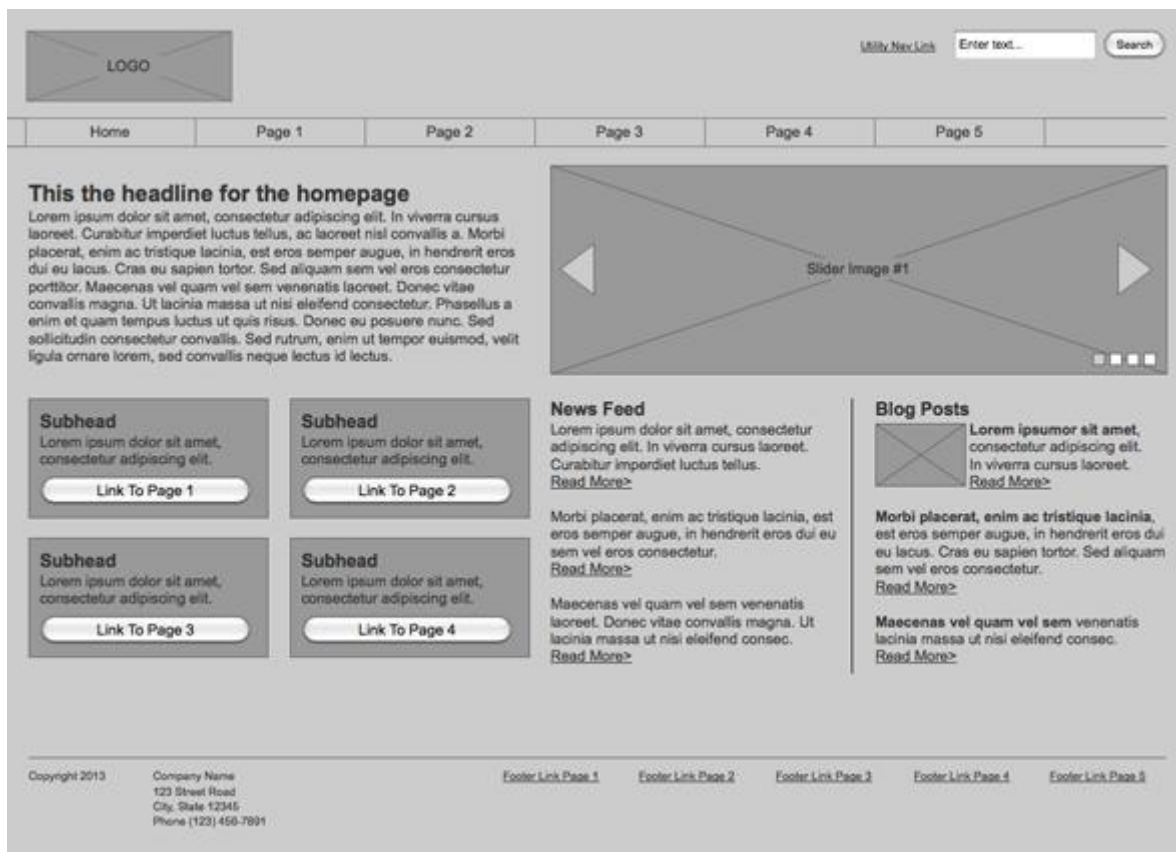 LOGO
Utility Nav Link
Enter text...
Search
Home
Page 1
Page 2
Page 3
Page 4
Page 5
This the headline for the homepage
Lorem ipsum dolor sit amet, consectetur adipiscing elit. In viverra cursus
laoreet. Curabitur imperdiet luctus tellus, ac laoreet nisl convallis a. Morbi
placerat, enim ac tristique lacinia, est eros semper augue, in hendrerit eros
dui eu lacus. Cras eu sapien tortor. Sed aliquam sem vel eros consectetur
porttitor. Maecenas vel quam vel sem venenatis laoreet. Donec vitae
convallis magna. Ut lacinia massa ut nisi eleifend consectetur. Phasellus a
enim et quam tempus luctus ut quis risus. Donec eu posuere nunc. Sed
sollicitudin consectetur convallis. Sed rutrum, enim ut tempor euismod, velit
ligula ornare lorem, sed convallis neque lectus id lectus.
Slider Image #1
Subhead
Lorem ipsum dolor sit amet,
consectetur adipiscing elit.
Link To Page 1
Subhead
Lorem ipsum dolor sit amet,
consectetur adipiscing elit.
Link To Page 2
Subhead
Lorem ipsum dolor sit amet,
consectetur adipiscing elit.
Link To Page 3
Subhead
Lorem ipsum dolor sit amet,
consectetur adipiscing elit.
Link To Page 4
News Feed
Lorem ipsum dolor sit amet, consectetur
adipiscing elit. In viverra cursus laoreet.
Curabitur imperdiet luctus tellus.
Read More>
Morbi placerat, enim ac tristique lacinia, est
eros semper augue, in hendrerit eros dui eu
sem vel eros consectetur.
Read More>
Maecenas vel quam vel sem venenatis
laoreet. Donec vitae convallis magna. Ut
lacinia massa ut nisi eleifend consec.
Read More>
Blog Posts
Lorem ipsumor sit amet,
consectetur adipiscing elit.
In viverra cursus laoreet.
Read More>
Morbi placerat, enim ac tristique lacinia,
est eros semper augue, in hendrerit eros dui
eu lacus. Cras eu sapien tortor. Sed aliquam
sem vel eros consectetur.
Read More>
Maecenas vel quam vel sem venenatis
lacinia massa ut nisi eleifend consec.
Read More>
Copyright 2013
Company Name
123 Street Road
City, State 12345
Phone (123) 456-7891
Footer Link Page 1
Footer Link Page 2
Footer Link Page 3
Footer Link Page 4
Footer Link Page 5